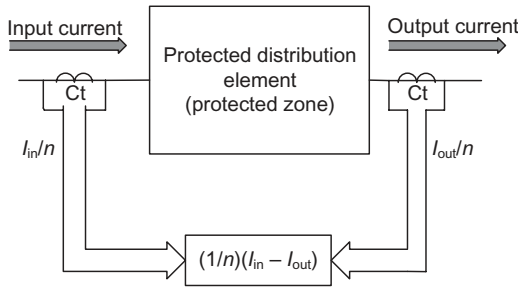 Input current
Output current
Protected distribution
element
(protected zone)
Ct
Ct
Iin/n
Iout/n
(1/n)(Iin – Iout)